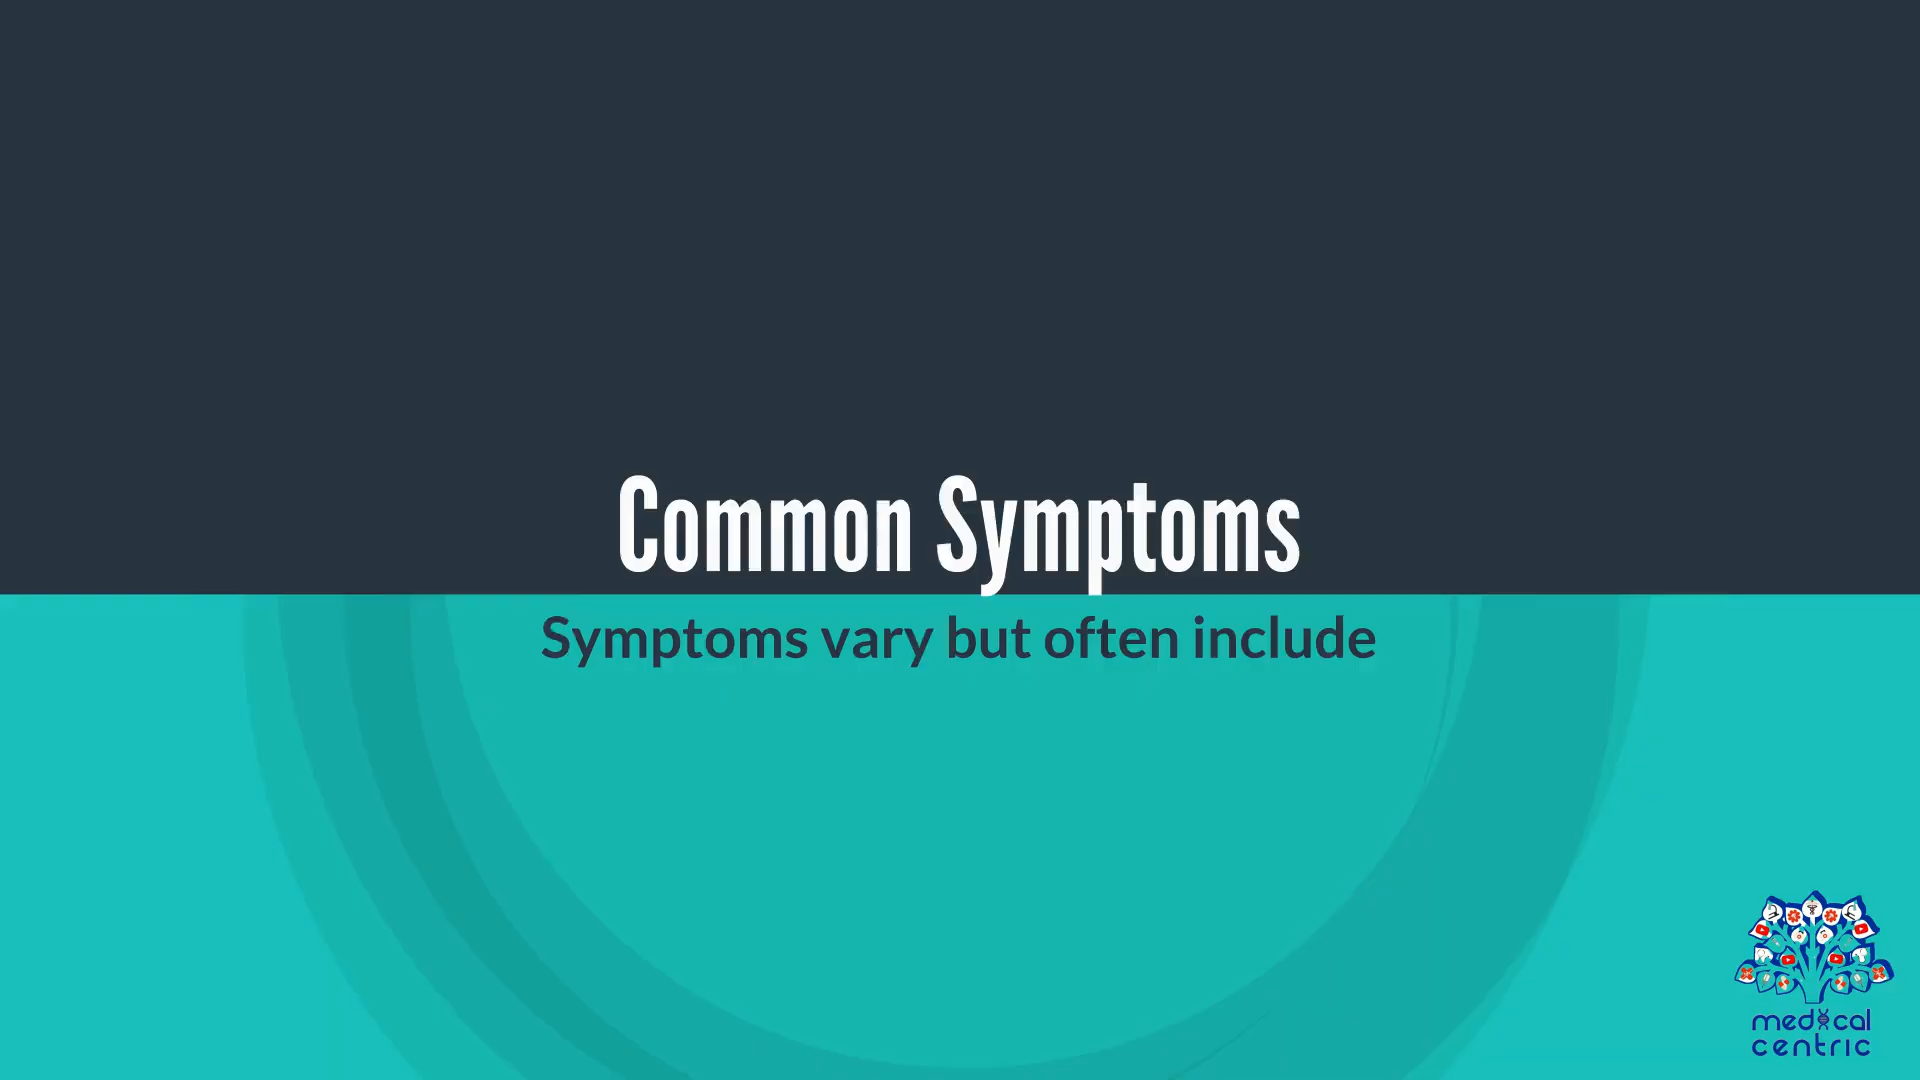 Common Symptoms
Symptoms vary but often include
medical
centric